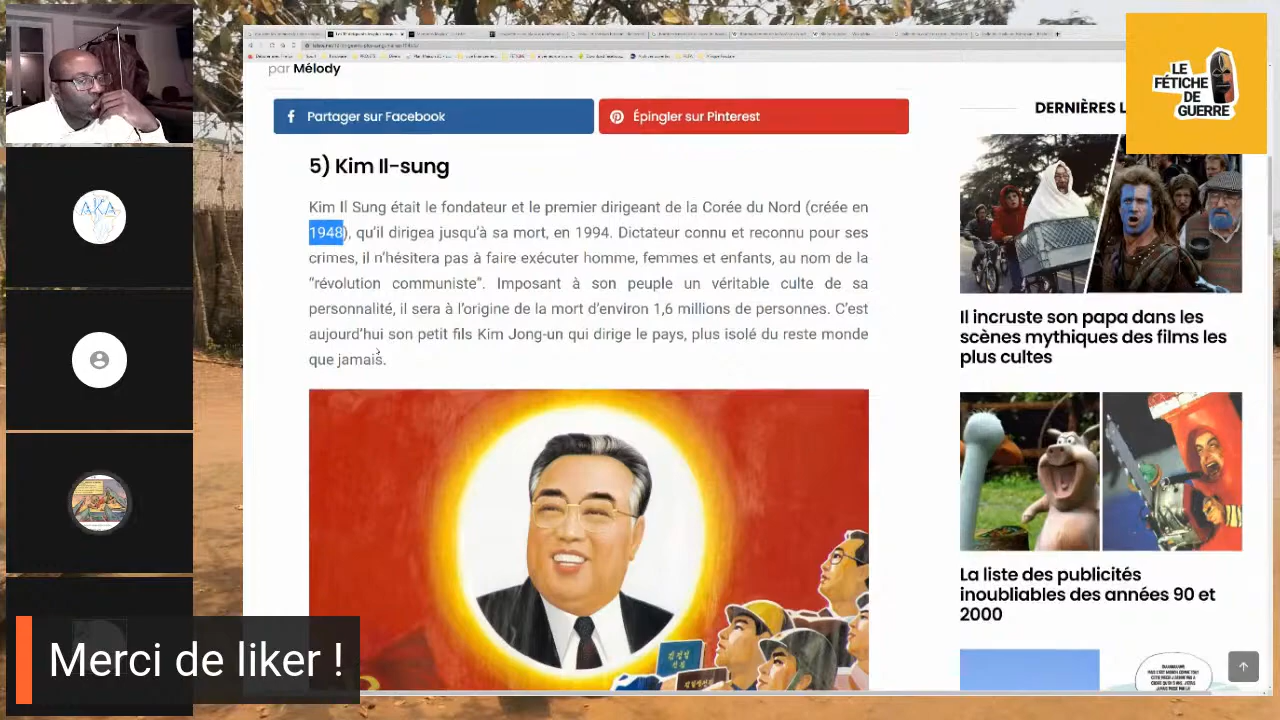 par Mélody
Partager sur Facebook
Épingler sur Pinterest
DERNIÈRES L
LE
FÉTICHE
DE
GUERRE
5) Kim Il-sung
Kim Il Sung était le fondateur et le premier dirigeant de la Corée du Nord (créée en
1948), qu'il dirigea jusqu'à sa mort, en 1994. Dictateur connu et reconnu pour ses
crimes, il n'hésitera pas à faire exécuter homme, femmes et enfants, au nom de la
“révolution communiste”. Imposant à son peuple un véritable culte de sa
personnalité, il sera à l'origine de la mort d'environ 1,6 millions de personnes. C'est
aujourd'hui son petit fils Kim Jong-un qui dirige le pays, plus isolé du reste monde
que jamais.
Il incruste son papa dans les
scènes mythiques des films les
plus cultes
La liste des publicités
inoubliables des années 90 et
2000
AKA
Merci de liker !